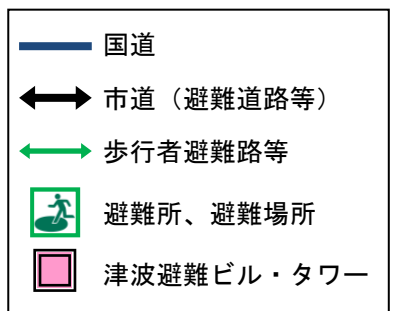 国道
市道（避難道路等）
歩行者避難路等
避難所、避難場所
津波避難ビル・タワー